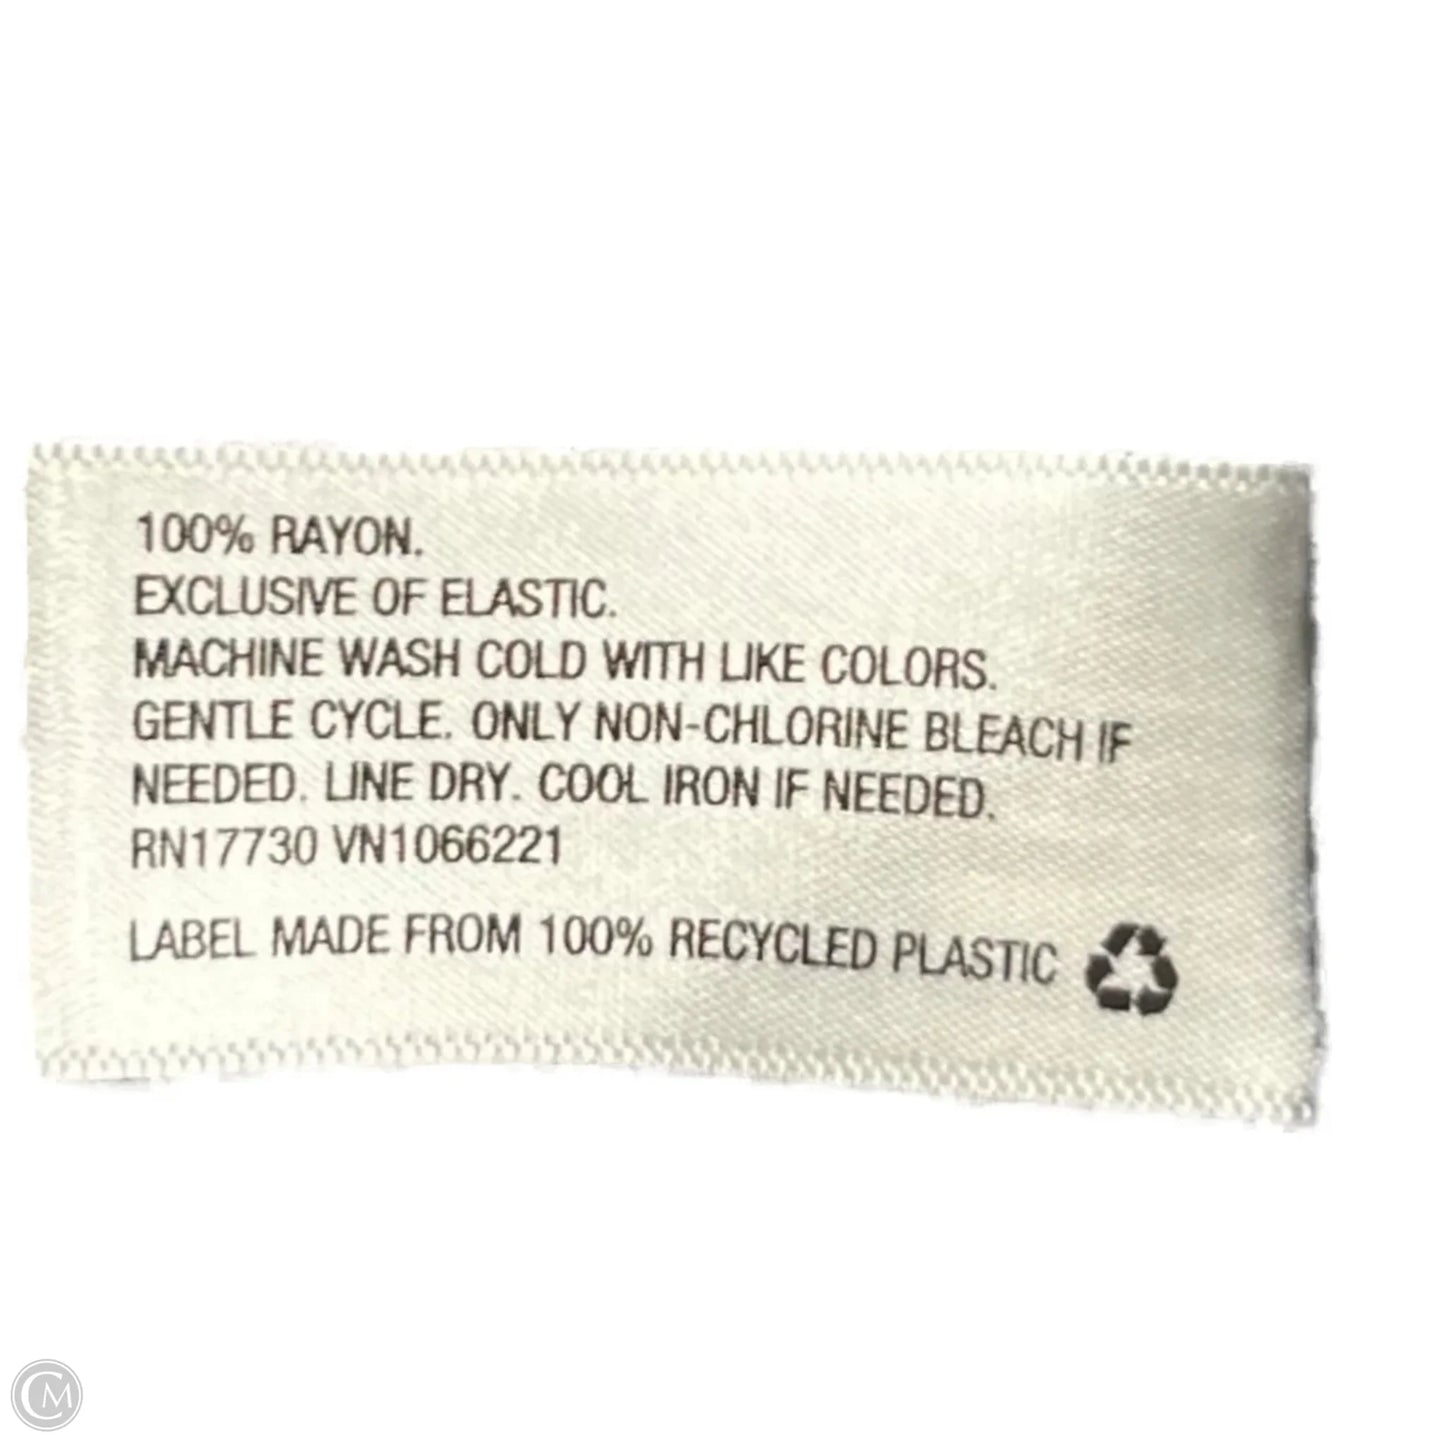 100% RAYON.
EXCLUSIVE OF ELASTIC.
MACHINE WASH COLD WITH LIKE COLORS.
GENTLE CYCLE. ONLY NON-CHLORINE BLEACH IF
NEEDED. LINE DRY. COOL IRON IF NEEDED.
RN17730 VN1066221
LABEL MADE FROM 100% RECYCLED PLASTIC
CM